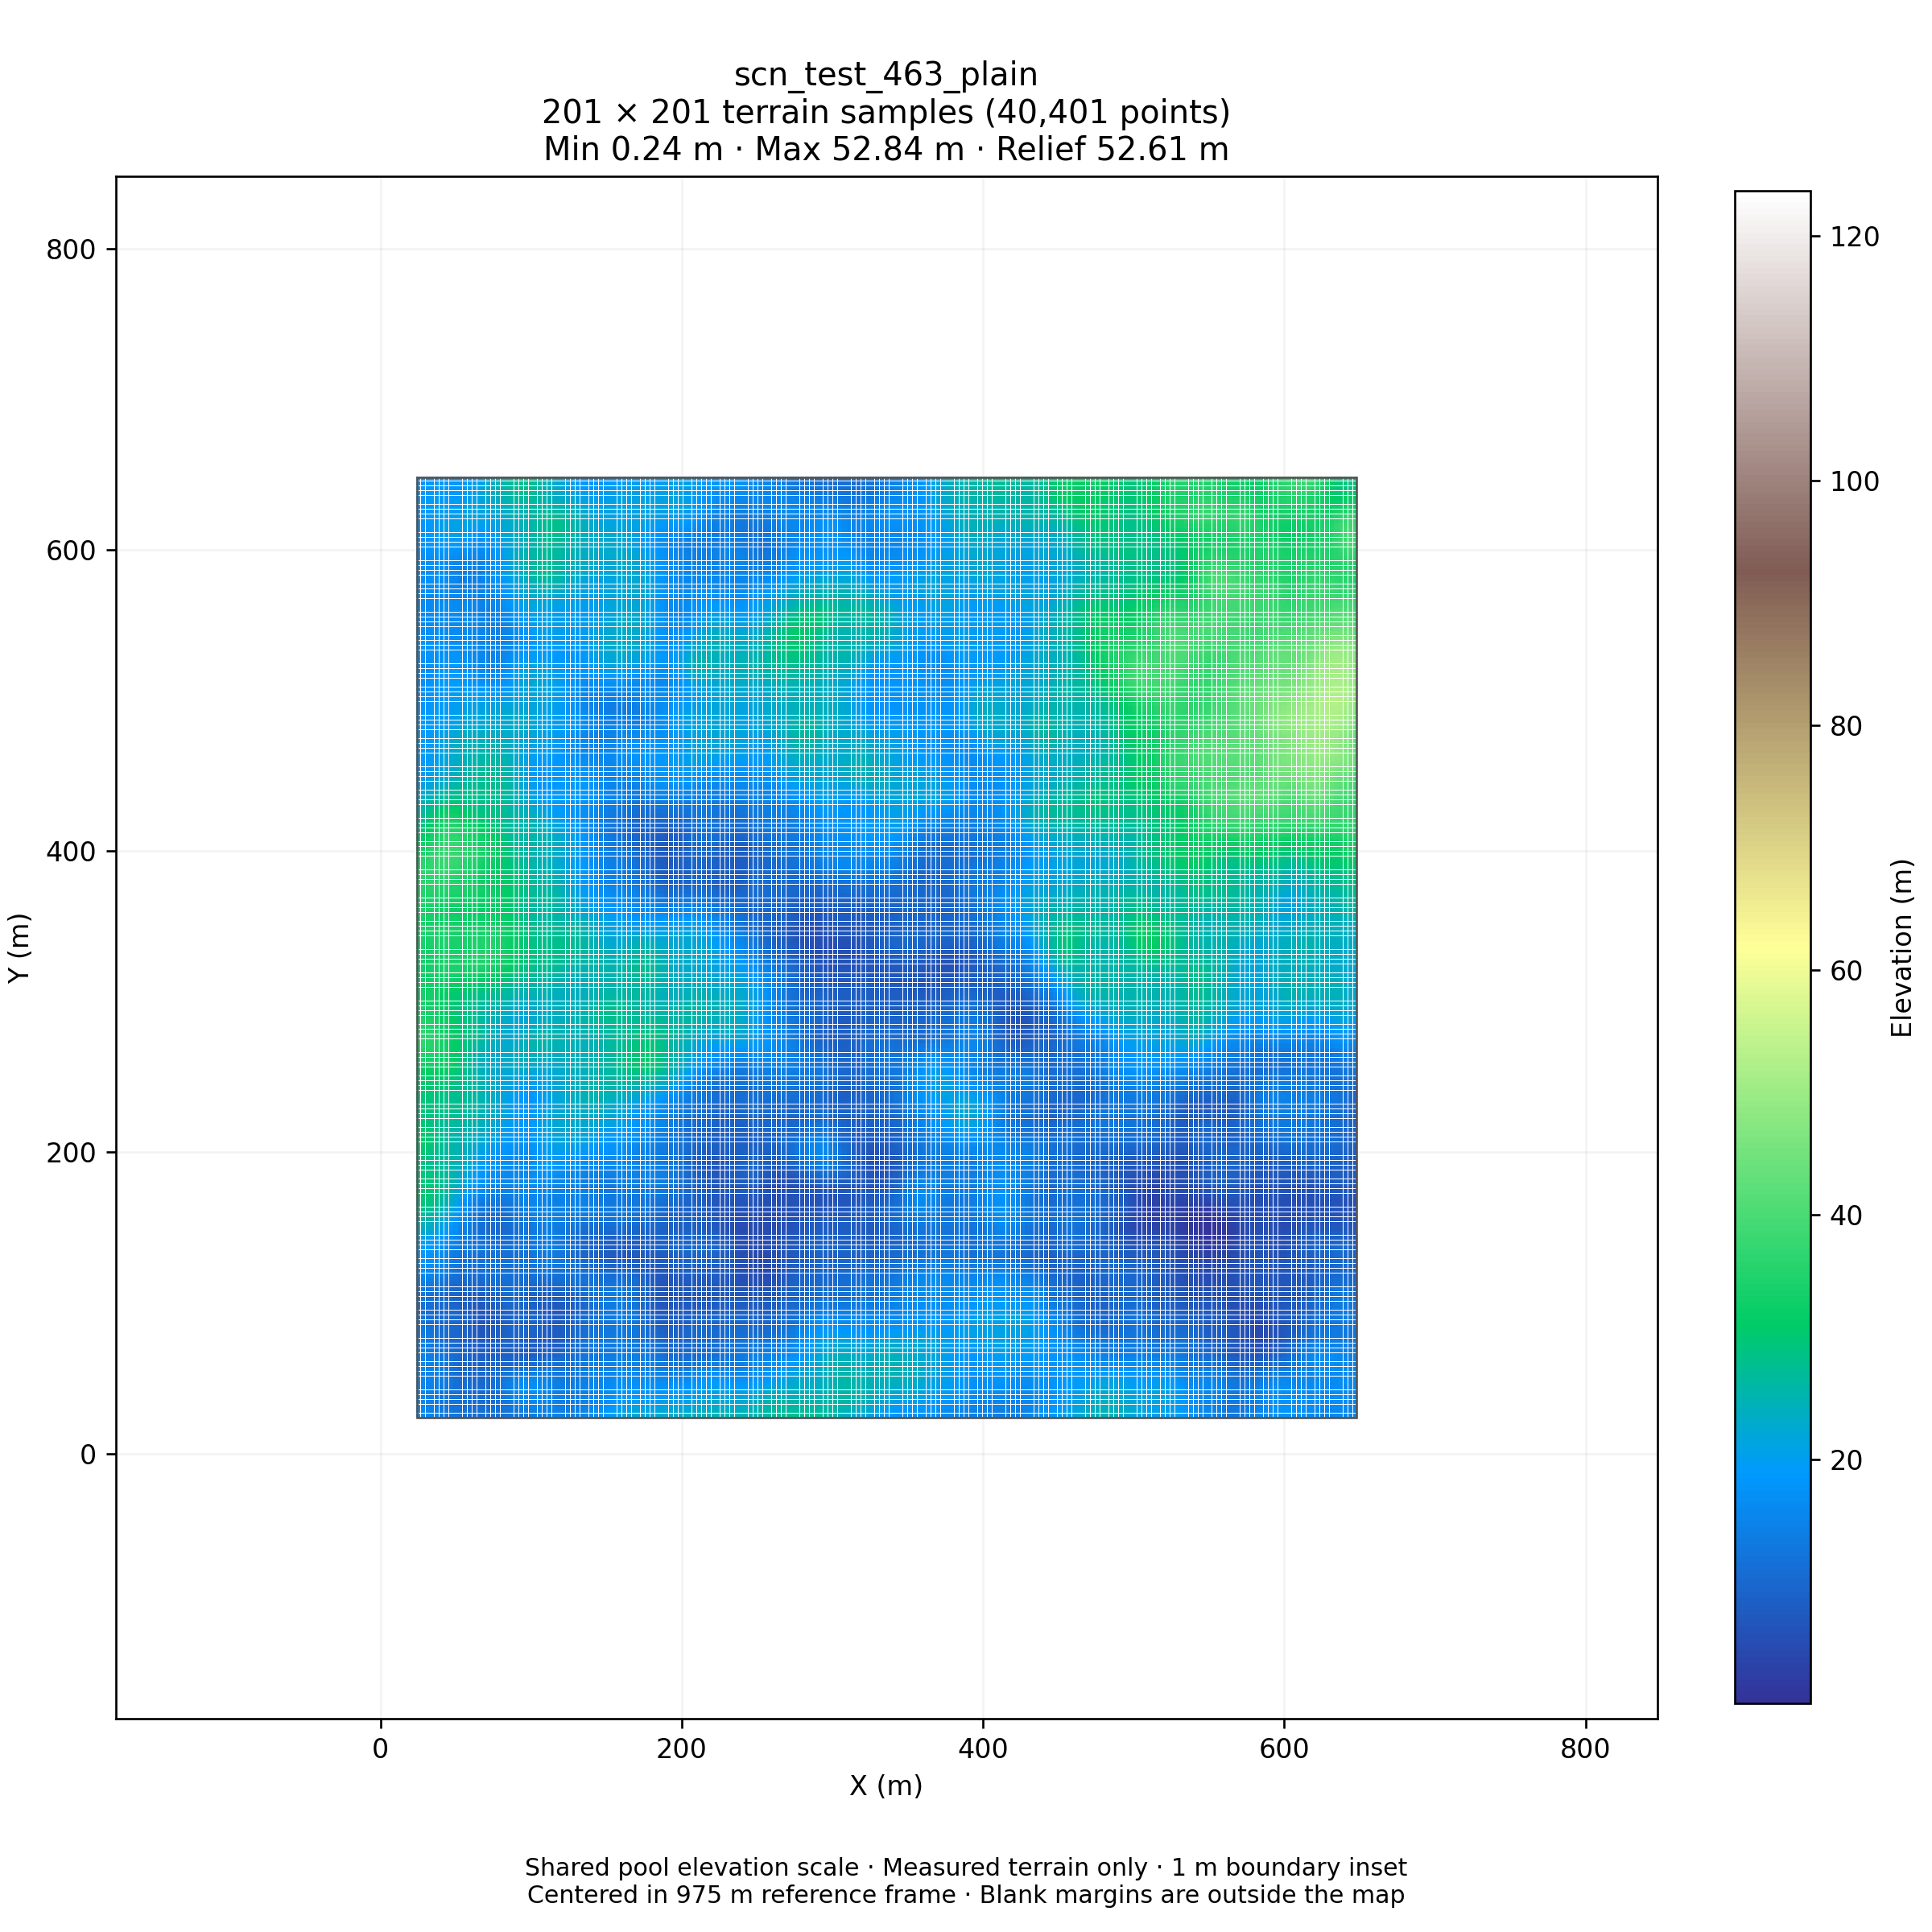 scn_test_463_plain
201 × 201 terrain samples (40,401 points)
Min 0.24 m · Max 52.84 m · Relief 52.61 m
800
600
400
200
0
Y (m)
0 200 400 600 800
X (m)
120
100
80
60
40
20
Elevation (m)
Shared pool elevation scale · Measured terrain only · 1 m boundary inset
Centered in 975 m reference frame · Blank margins are outside the map